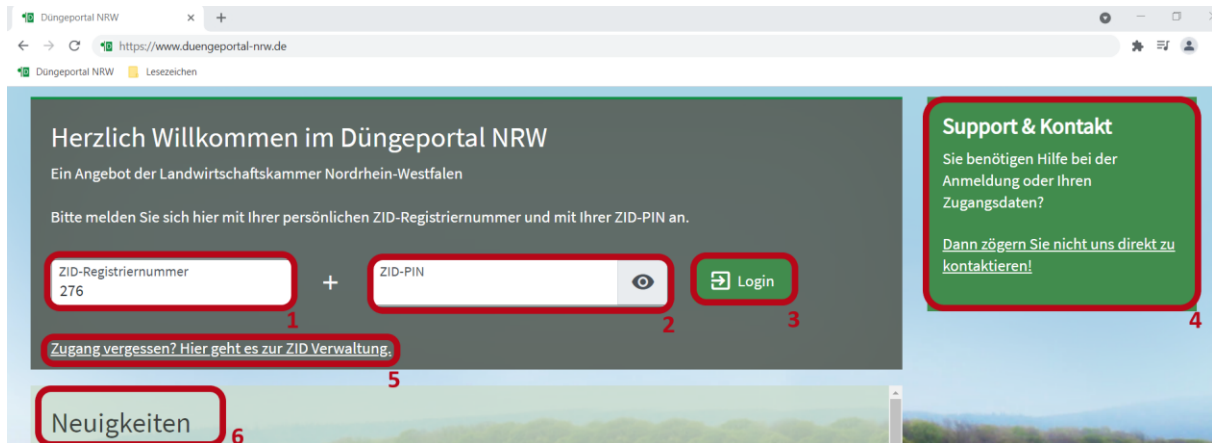 Düngeportal NRW
https://www.duengeportal-nrw.de
Düngeportal NRW Lesezeichen
Herzlich Willkommen im Düngeportal NRW
Ein Angebot der Landwirtschaftskammer Nordrhein-Westfalen
Bitte melden Sie sich hier mit Ihrer persönlichen ZID-Registriernummer und mit Ihrer ZID-PIN an.
ZID-Registriernummer
276
1
+
ZID-PIN
2
Login
3
Zugang vergessen? Hier geht es zur ZID Verwaltung.
5
Neuigkeiten
6
Support & Kontakt
Sie benötigen Hilfe bei der
Anmeldung oder Ihren
Zugangsdaten?
Dann zögern Sie nicht uns direkt zu
kontaktieren!
4